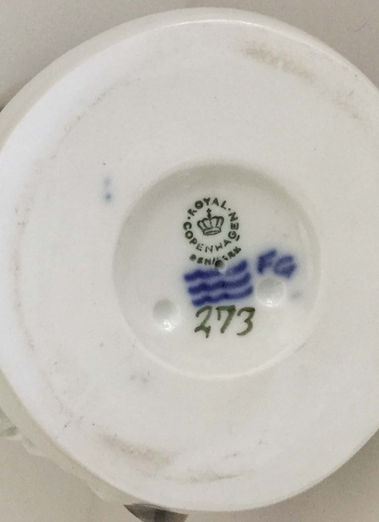 ROYAL
COPENHAGEN
DENMARK
FG
273